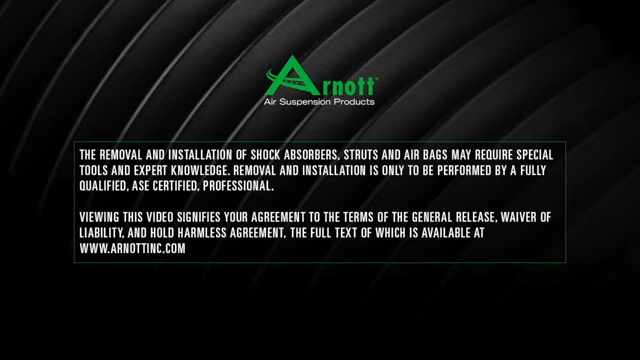 Arnott™
Air Suspension Products
THE REMOVAL AND INSTALLATION OF SHOCK ABSORBERS, STRUTS AND AIR BAGS MAY REQUIRE SPECIAL
TOOLS AND EXPERT KNOWLEDGE. REMOVAL AND INSTALLATION IS ONLY TO BE PERFORMED BY A FULLY
QUALIFIED, ASE CERTIFIED, PROFESSIONAL.
VIEWING THIS VIDEO SIGNIFIES YOUR AGREEMENT TO THE TERMS OF THE GENERAL RELEASE, WAIVER OF
LIABILITY, AND HOLD HARMLESS AGREEMENT, THE FULL TEXT OF WHICH IS AVAILABLE AT
WWW.ARNOTTINC.COM